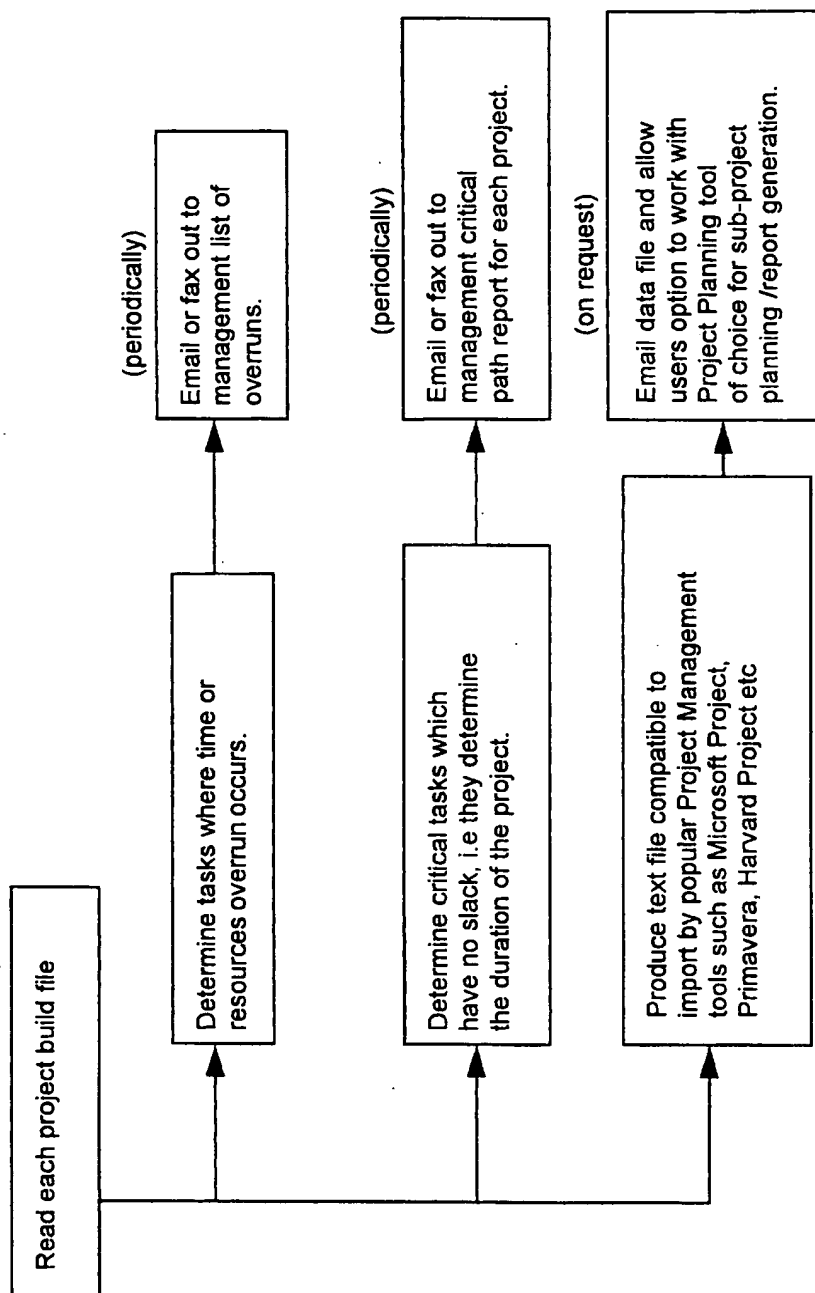 Read each project build file
Determine tasks where time or
resources overrun occurs.
(periodically)
Email or fax out to
management list of
overruns.
Determine critical tasks which
have no slack, i.e they determine
the duration of the project.
(periodically)
Email or fax out to
management critical
path report for each project.
Produce text file compatible to
import by popular Project Management
tools such as Microsoft Project,
Primavera, Harvard Project etc
(on request)
Email data file and allow
users option to work with
Project Planning tool
of choice for sub-project
planning /report generation.